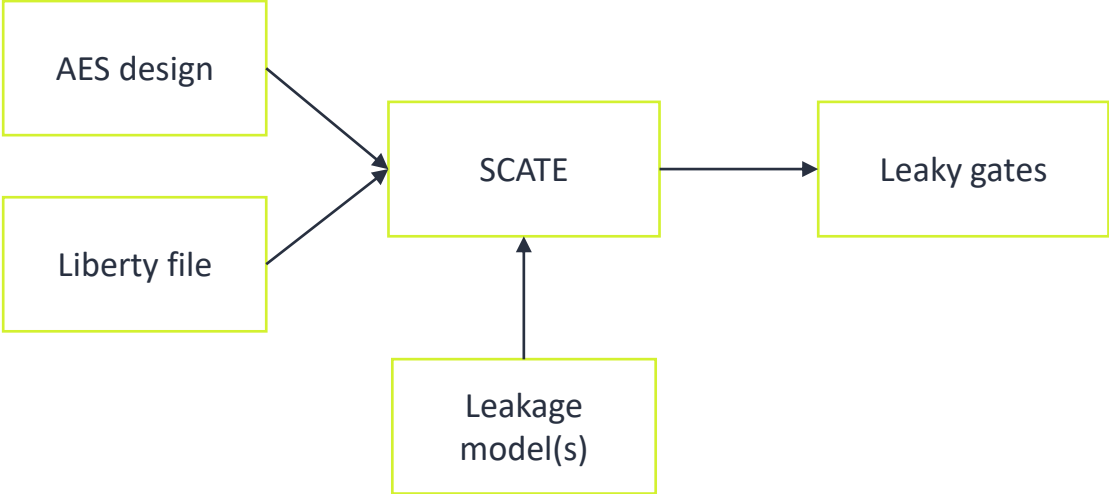 AES design
SCATE
Leaky gates
Liberty file
Leakage
model(s)